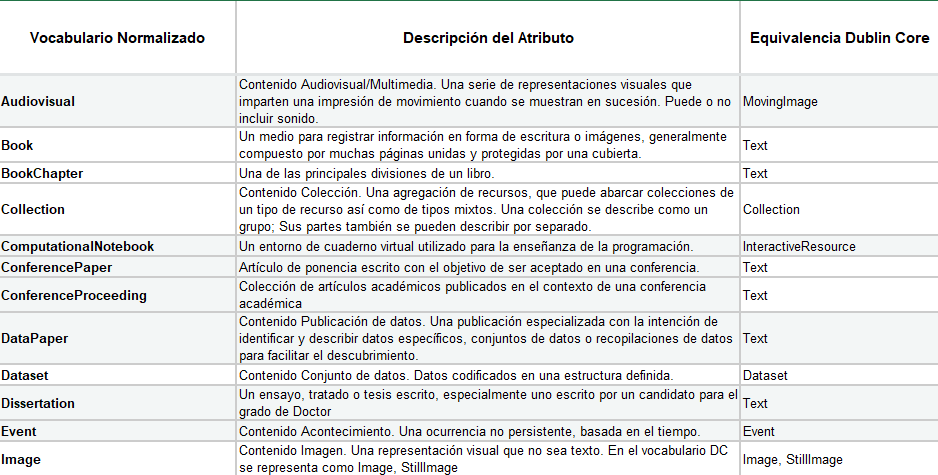 Vocabulario Normalizado
Descripción del Atributo
Equivalencia Dublin Core
Audiovisual
Contenido Audiovisual/Multimedia. Una serie de representaciones visuales que
imparten una impresión de movimiento cuando se muestran en sucesión. Puede o no
incluir sonido.
MovingImage
Book
Un medio para registrar información en forma de escritura o imágenes, generalmente
compuesto por muchas páginas unidas y protegidas por una cubierta.
Text
BookChapter
Una de las principales divisiones de un libro.
Text
Collection
Contenido Colección. Una agregación de recursos, que puede abarcar colecciones de
un tipo de recurso así como de tipos mixtos. Una colección se describe como un
grupo; Sus partes también se pueden describir por separado.
Collection
ComputationalNotebook
Un entorno de cuaderno virtual utilizado para la enseñanza de la programación.
InteractiveResource
ConferencePaper
Artículo de ponencia escrito con el objetivo de ser aceptado en una conferencia.
Text
ConferenceProceeding
Colección de artículos académicos publicados en el contexto de una conferencia
académica
Text
DataPaper
Contenido Publicación de datos. Una publicación especializada con la intención de
identificar y describir datos específicos, conjuntos de datos o recopilaciones de datos
para facilitar el descubrimiento.
Text
Dataset
Contenido Conjunto de datos. Datos codificados en una estructura definida.
Dataset
Dissertation
Un ensayo, tratado o tesis escrito, especialmente uno escrito por un candidato para el
grado de Doctor
Text
Event
Contenido Acontecimiento. Una ocurrencia no persistente, basada en el tiempo.
Event
Image
Contenido Imagen. Una representación visual que no sea texto. En el vocabulario DC
se representa como Image, StillImage
Image, StillImage